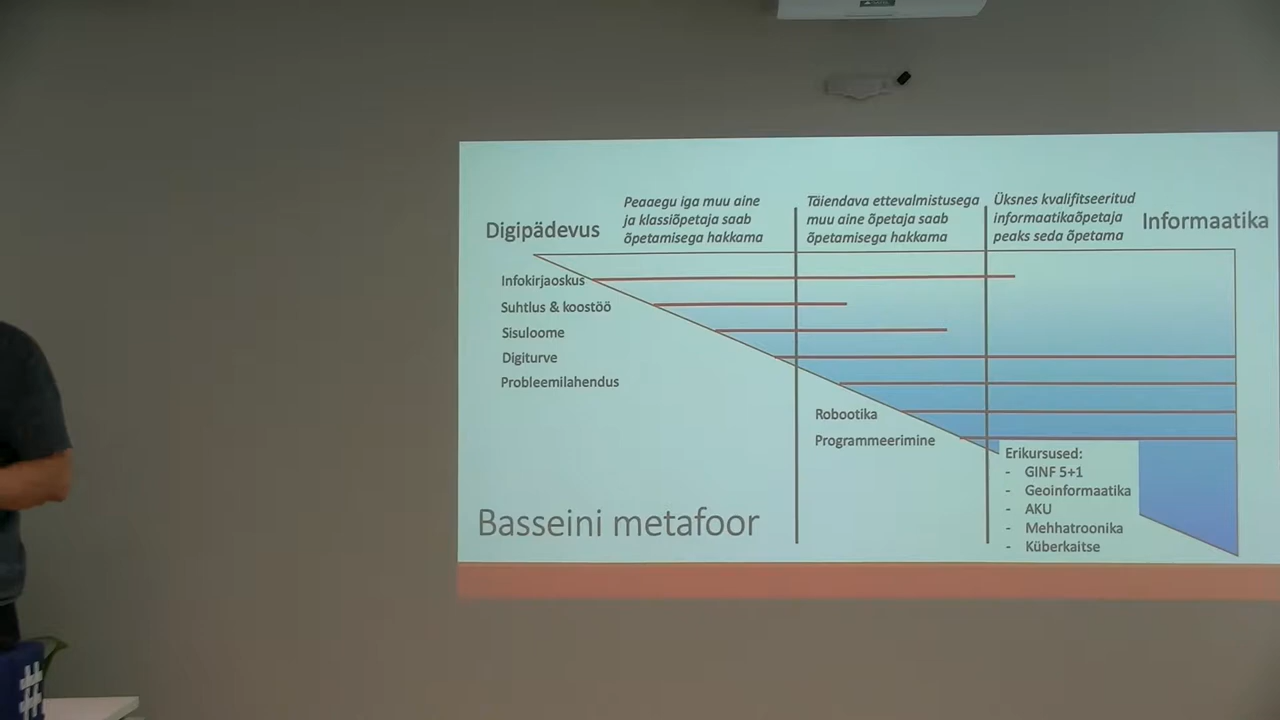 Digipädevus
Peaaegu iga muu aine
ja klassiõpetaja saab
õpetamisega hakkama
Täiendava ettevalmistusega
muu aine õpetaja saab
õpetamisega hakkama
Üksnes kvalifitseeritud
informaatikaõpetaja
peaks seda õpetama
Informaatika
Infokirjaoskus
Suhtlus & koostöö
Sisuloome
Digiturve
Probleemilahendus
Robootika
Programmeerimine
Erikursused:
- GINF 5+1
- Geoinformaatika
- AKU
- Mehhatroonika
- Küberkaitse
Basseini metafoor
#